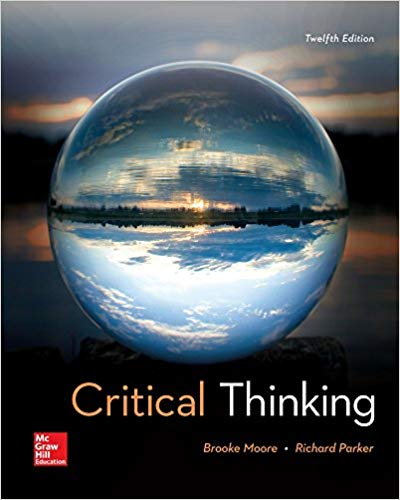 Twelfth Edition
Critical Thinking
Mc
Graw
Hill
Education
Brooke Moore • Richard Parker